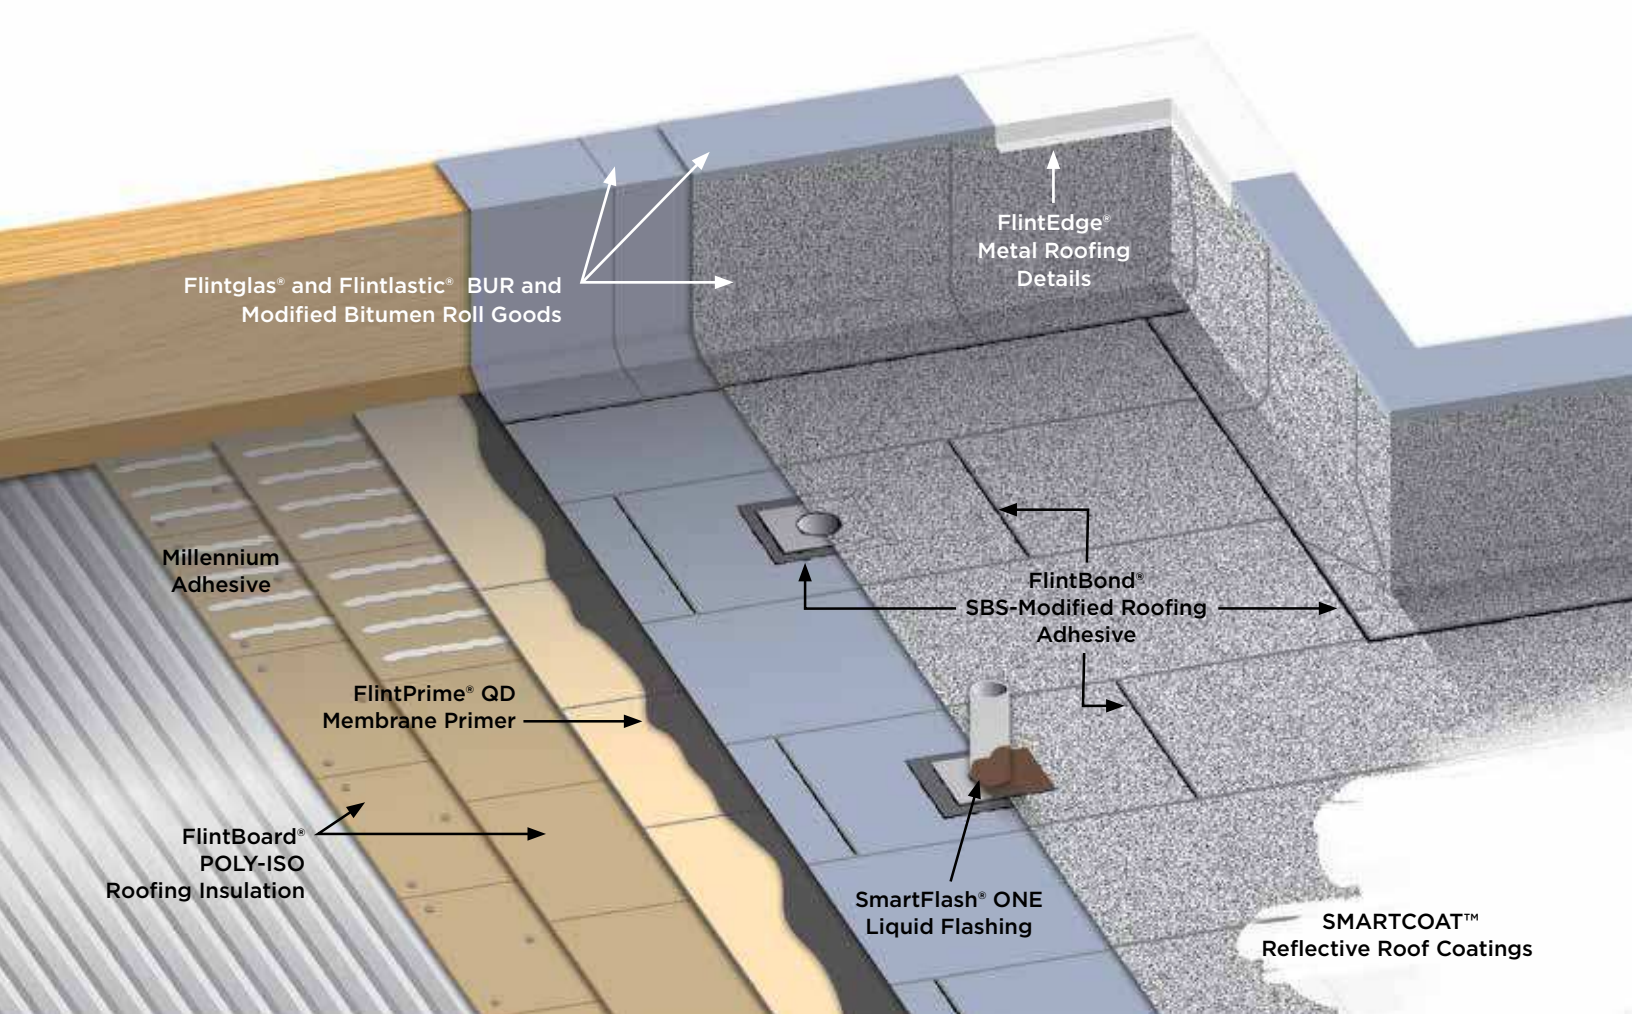 FlintEdge®
Metal Roofing
Details
Flintglas® and Flintlastic® BUR and
Modified Bitumen Roll Goods
Millennium
Adhesive
FlintBond®
SBS-Modified Roofing
Adhesive
FlintPrime® QD
Membrane Primer
FlintBoard®
POLY-ISO
Roofing Insulation
SmartFlash® ONE
Liquid Flashing
SMARTCOAT™
Reflective Roof Coatings